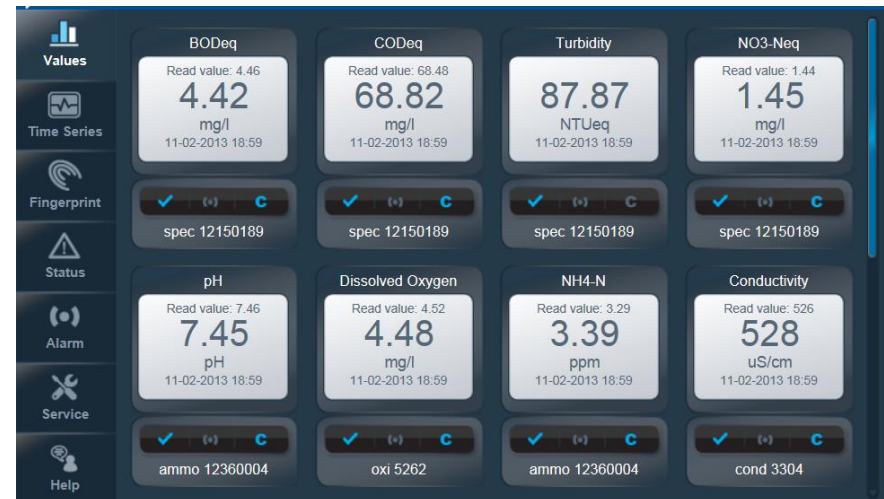 Values
Time Series
Fingerprint
Status
Alarm
Service
Help
BODeq
Read value: 4.46
4.42
mg/l
11-02-2013 18:59
C
spec 12150189
CODeq
Read value: 68.48
68.82
mg/l
11-02-2013 18:59
C
spec 12150189
Turbidity
87.87
NTUeq
11-02-2013 18:59
C
spec 12150189
NO3-Neq
Read value: 1.44
1.45
mg/l
11-02-2013 18:59
C
spec 12150189
pH
Read value: 7.46
7.45
pH
11-02-2013 18:59
C
ammo 12360004
Dissolved Oxygen
Read value: 4.52
4.48
mg/l
11-02-2013 18:59
C
oxi 5262
NH4-N
Read value: 3.29
3.39
ppm
11-02-2013 18:59
C
ammo 12360004
Conductivity
Read value: 526
528
uS/cm
11-02-2013 18:59
C
cond 3304